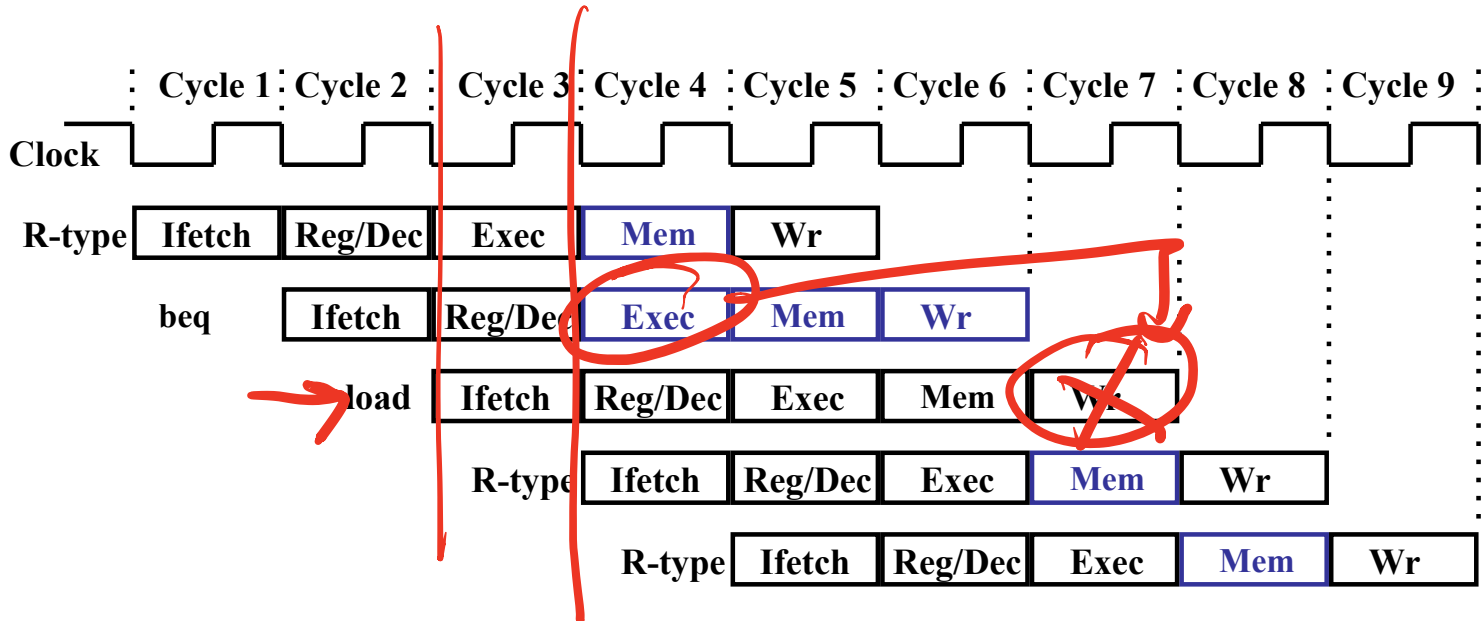 Cycle 1 Cycle 2 Cycle 3 Cycle 4 Cycle 5 Cycle 6 Cycle 7 Cycle 8 Cycle 9
Clock
R-type Ifetch Reg/Dec Exec Mem Wr
beq Ifetch Reg/Dec Exec Mem Wr
load Ifetch Reg/Dec Exec Mem Wr
R-type Ifetch Reg/Dec Exec Mem Wr
R-type Ifetch Reg/Dec Exec Mem Wr